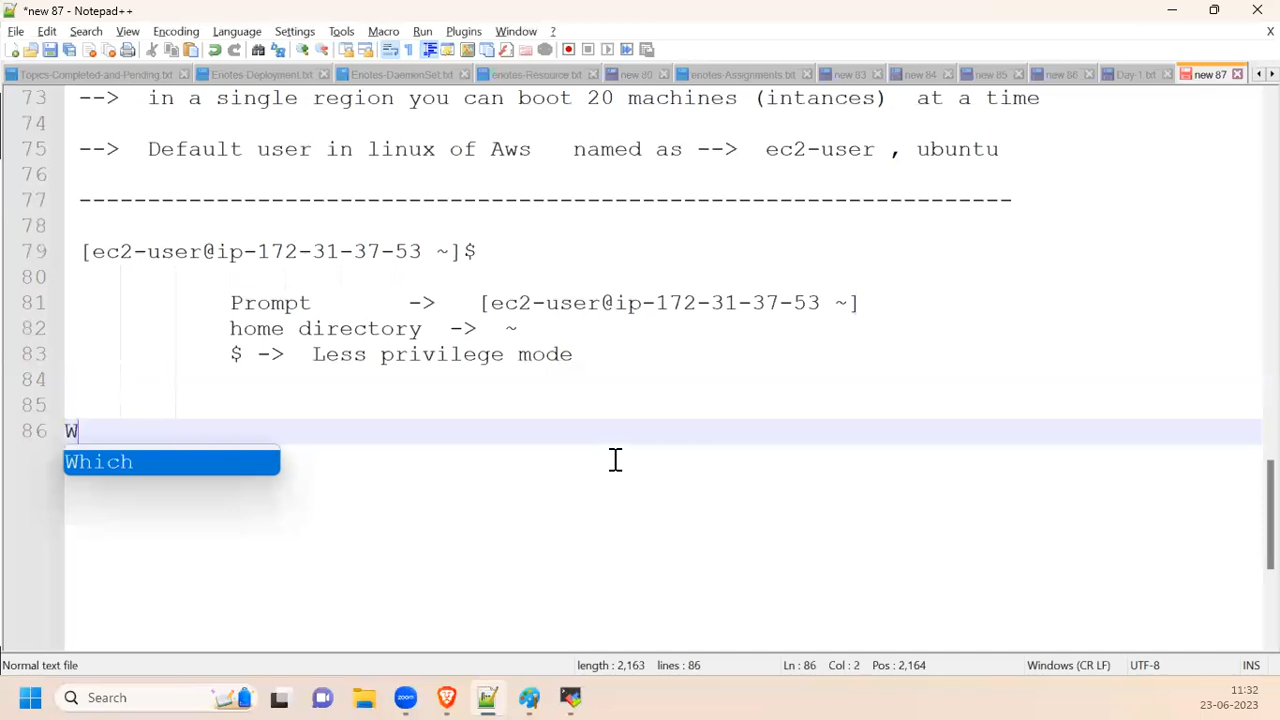 *new 87 - Notepad++
File Edit Search View Encoding Language Settings Tools Macro Run Plugins Window ?
X
Topics-Completed-and-Pending.txt Enotes-Deployment.txt Enotes-DaemonSet.txt enotes-Resource.txt new 80 enotes-Assignments.txt new 83 new 84 new 85 new 86 Day-1.txt new 87
73 --> in a single region you can boot 20 machines (intances) at a time
74
75 --> Default user in linux of Aws named as --> ec2-user , ubuntu
76
77 ---------------------------------------------------------------------
78
79 [ec2-user@ip-172-31-37-53 ~]$
80
81 Prompt -> [ec2-user@ip-172-31-37-53 ~]
82 home directory -> ~
83 $ -> Less privilege mode
84
85
86 W
Which
Normal text file length : 2,163 lines : 86 Ln : 86 Col : 2 Pos : 2,164 Windows (CR LF) UTF-8 INS
Search zoom 11:32
23-06-2023